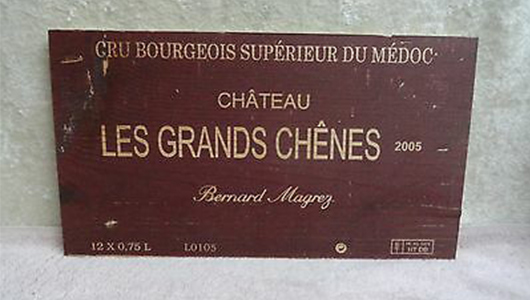 CRU BOURGEOIS SUPÉRIEUR DU MÉDOC
CHÂTEAU
LES GRANDS CHÊNES 2005
Bernard Magrez
12 X 0,75 L L0105